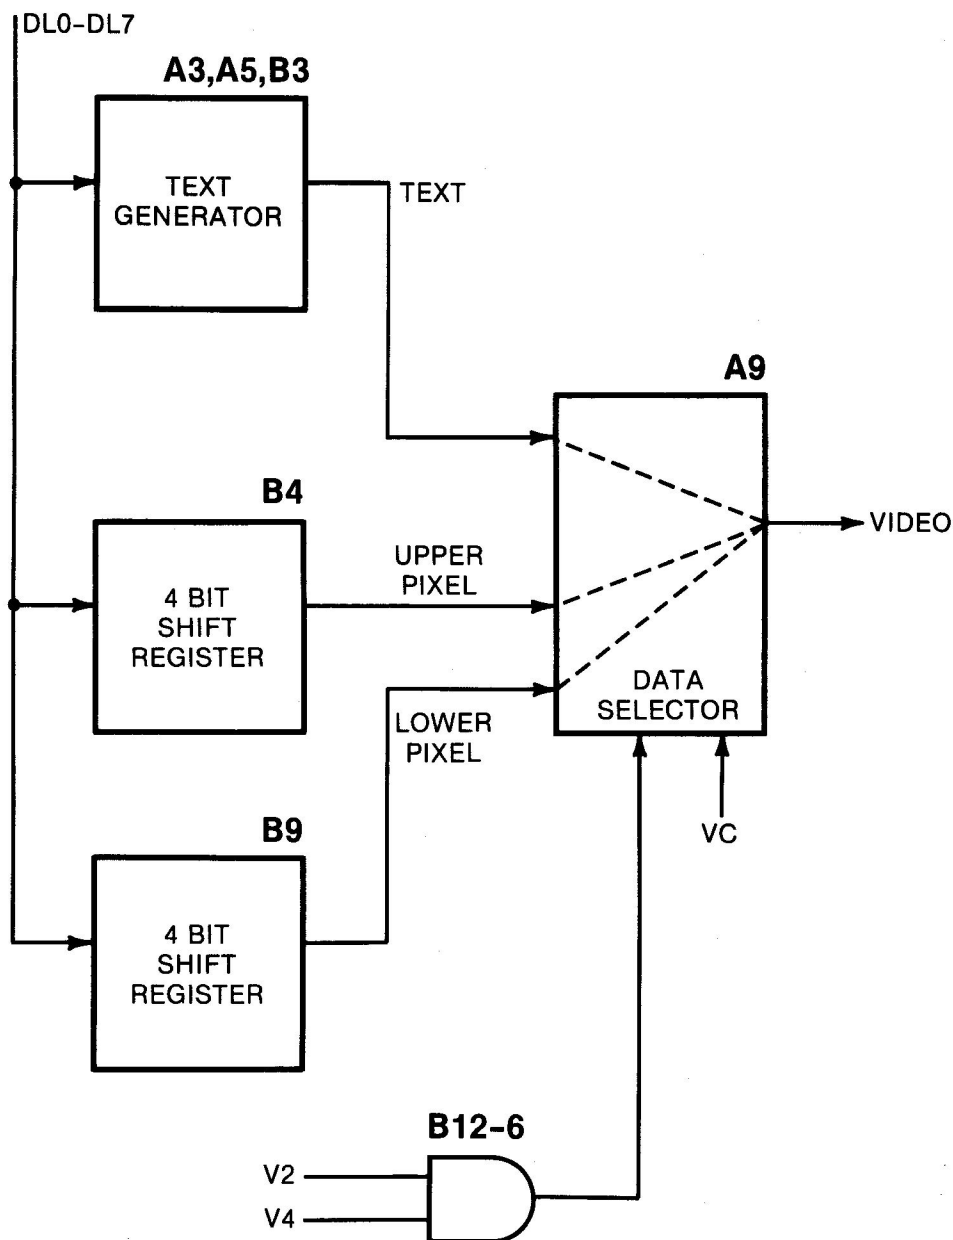 DL0-DL7
A3,A5,B3
TEXT
GENERATOR
TEXT
A9
B4
4 BIT
SHIFT
REGISTER
UPPER
PIXEL
VIDEO
DATA
SELECTOR
LOWER
PIXEL
VC
B9
4 BIT
SHIFT
REGISTER
B12-6
V2
V4